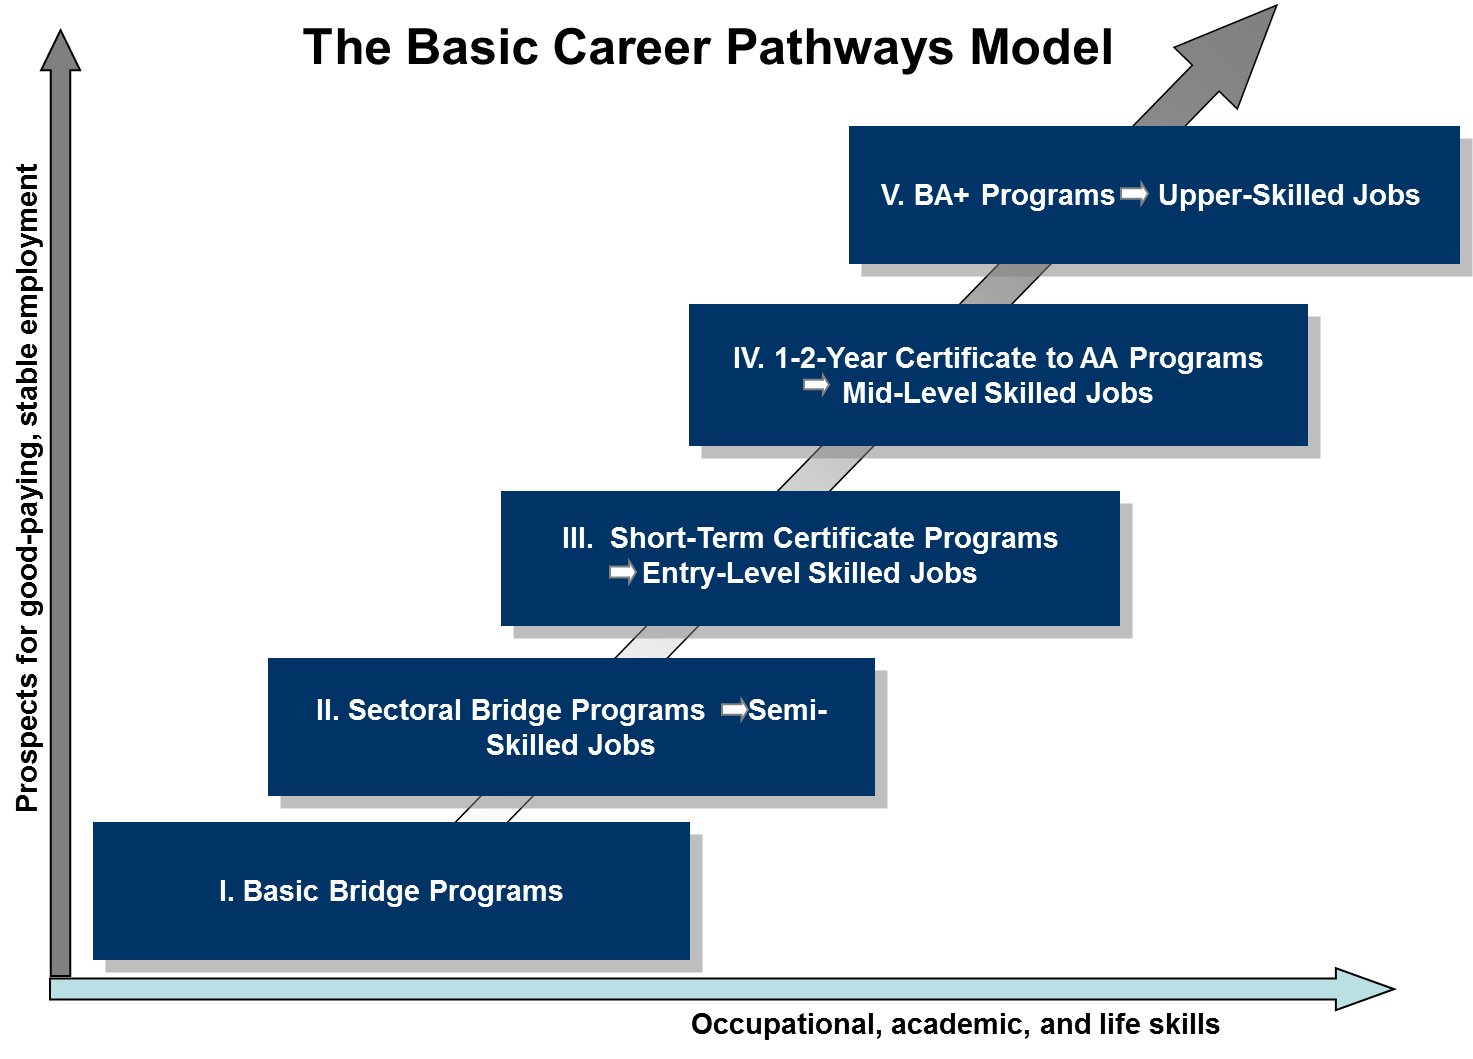 The Basic Career Pathways Model
Prospects for good-paying, stable employment
V. BA+ Programs Upper-Skilled Jobs
IV. 1-2-Year Certificate to AA Programs
Mid-Level Skilled Jobs
III. Short-Term Certificate Programs
Entry-Level Skilled Jobs
II. Sectoral Bridge Programs Semi-
Skilled Jobs
I. Basic Bridge Programs
Occupational, academic, and life skills